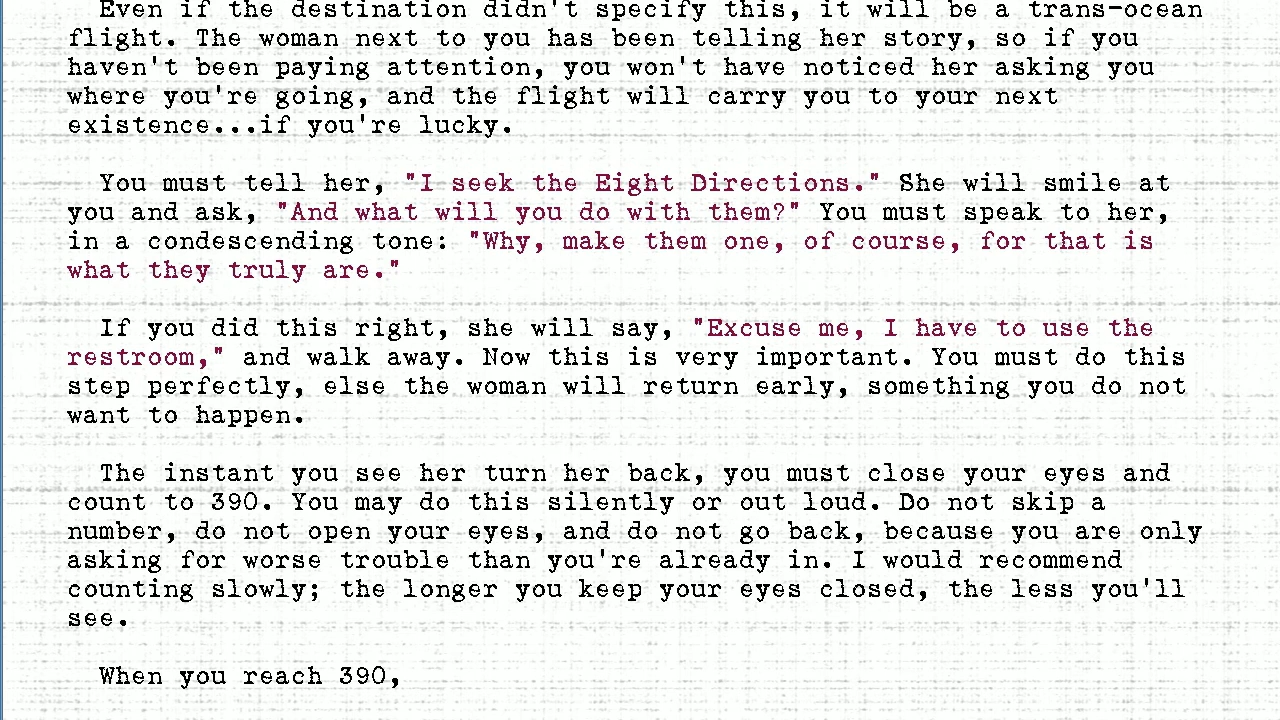 Even if the destination didn't specify this, it will be a trans-ocean
flight. The woman next to you has been telling her story, so if you
haven't been paying attention, you won't have noticed her asking you
where you're going, and the flight will carry you to your next
existence...if you're lucky.
You must tell her, "I seek the Eight Directions." She will smile at
you and ask, "And what will you do with them?" You must speak to her,
in a condescending tone: "Why, make them one, of course, for that is
what they truly are."
If you did this right, she will say, "Excuse me, I have to use the
restroom," and walk away. Now this is very important. You must do this
step perfectly, else the woman will return early, something you do not
want to happen.
The instant you see her turn her back, you must close your eyes and
count to 390. You may do this silently or out loud. Do not skip a
number, do not open your eyes, and do not go back, because you are only
asking for worse trouble than you're already in. I would recommend
counting slowly; the longer you keep your eyes closed, the less you'll
see.
When you reach 390,